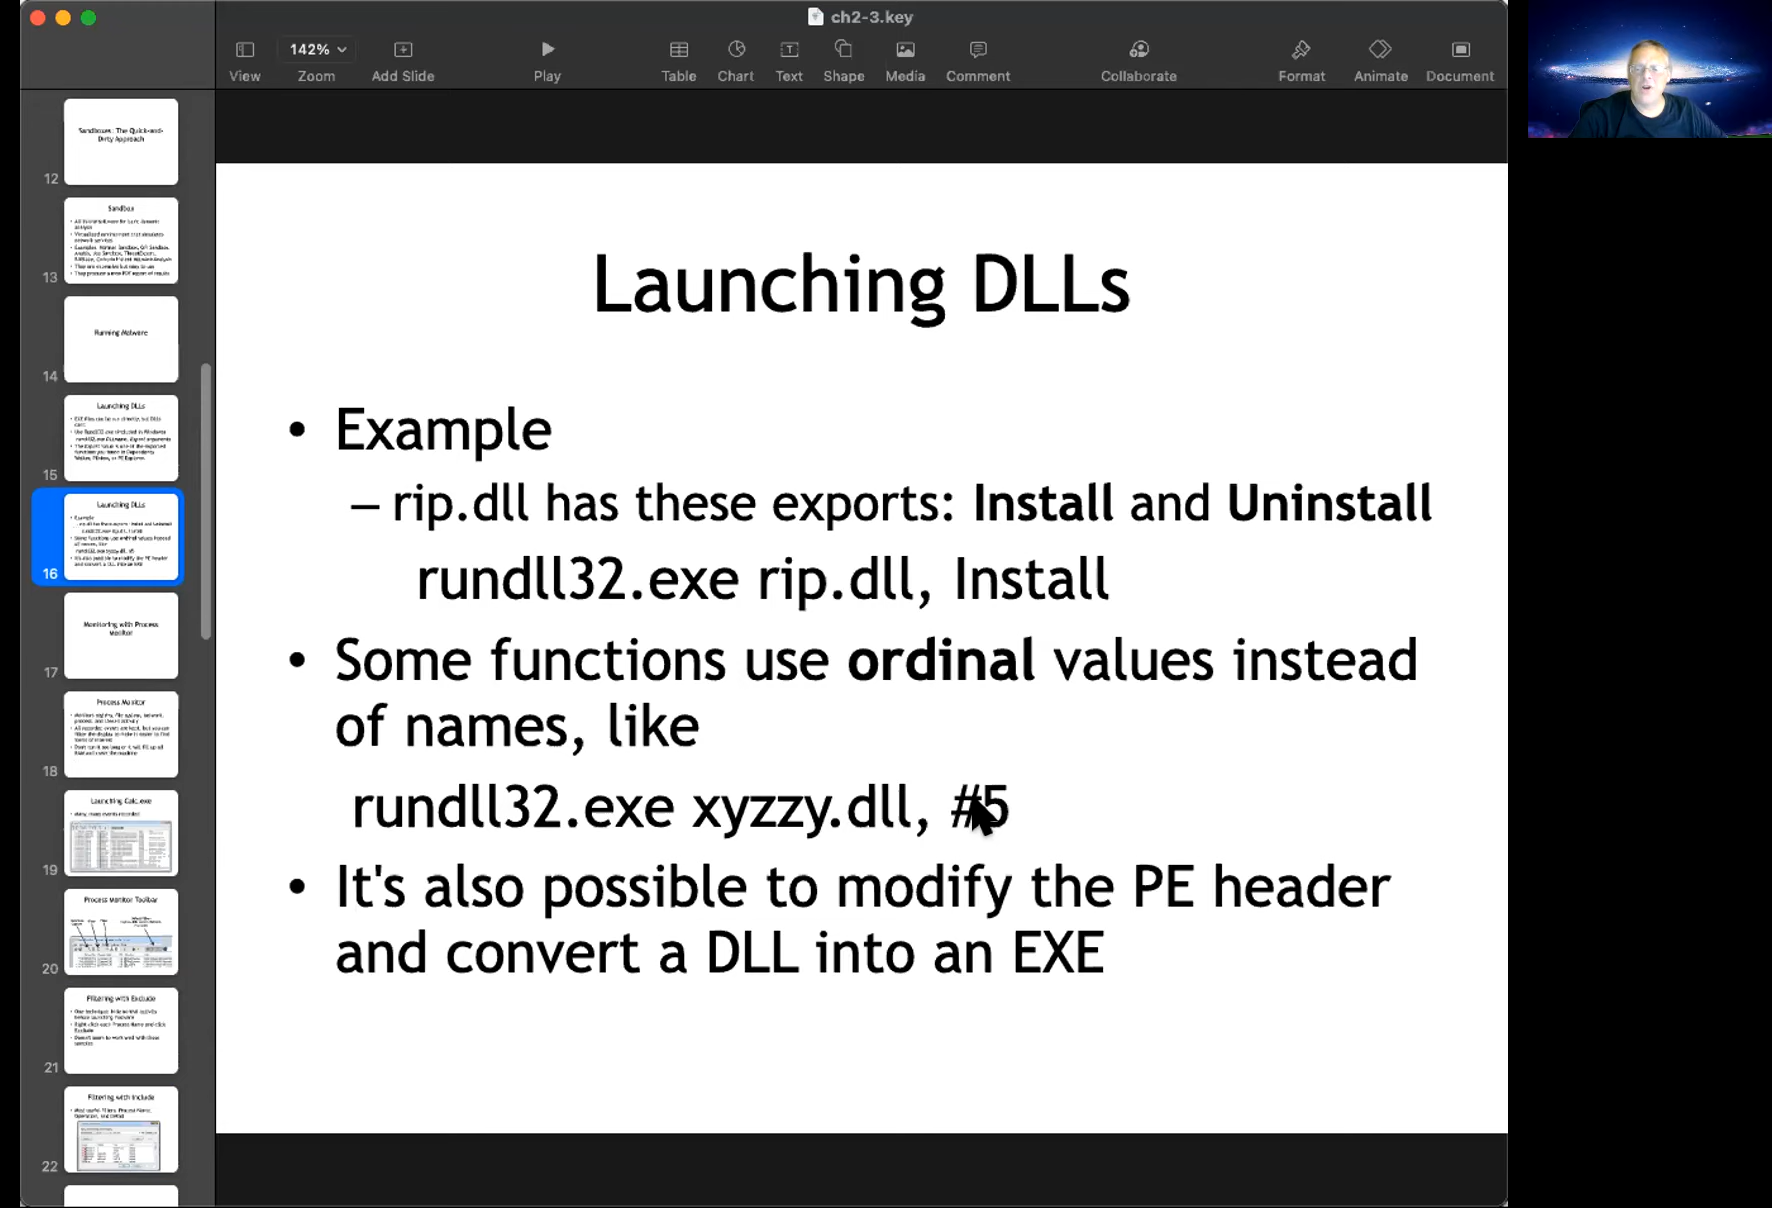 ch2-3.key
142%
View
Zoom
Add Slide
Play
Table
Chart
Text
Shape
Media
Comment
Collaborate
Format
Animate
Document
Sandboxes: The Quick-and-
Dirty Approach
12
Sandbox
13
Running Malware
14
Launching DLLs
15
Launching DLLs
16
Monitoring with Process
Monitor
17
Process Monitor
18
Launching Calc.exe
19
Process Monitor Toolbar
20
Filtering with Exclude
21
Filtering with Include
22
Launching DLLs
• Example
– rip.dll has these exports: Install and Uninstall
rundll32.exe rip.dll, Install
• Some functions use ordinal values instead
of names, like
rundll32.exe xyzzy.dll, #5
• It's also possible to modify the PE header
and convert a DLL into an EXE